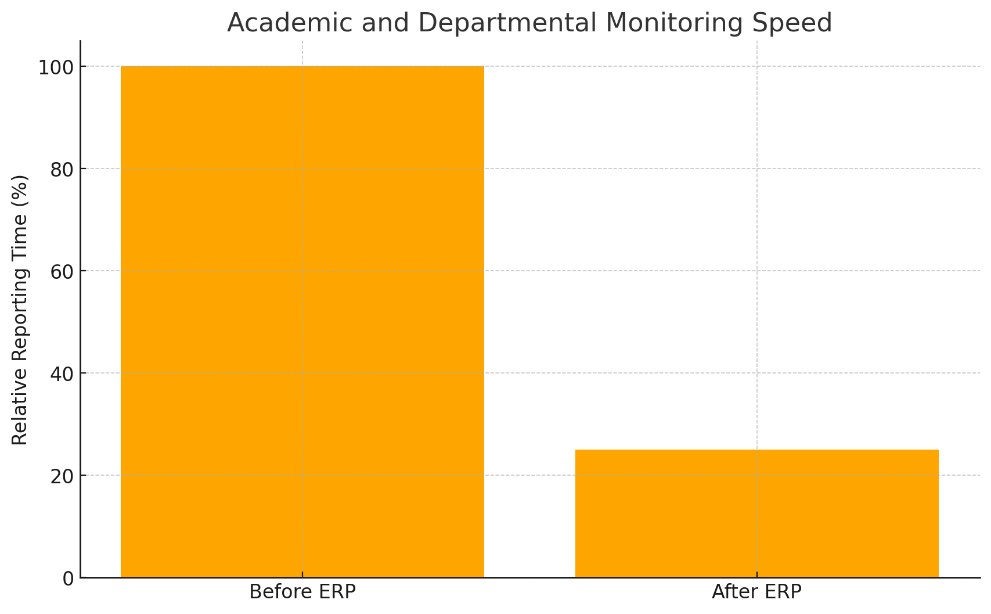 Academic and Departmental Monitoring Speed
Relative Reporting Time (%)
100
80
60
40
20
0
Before ERP
After ERP